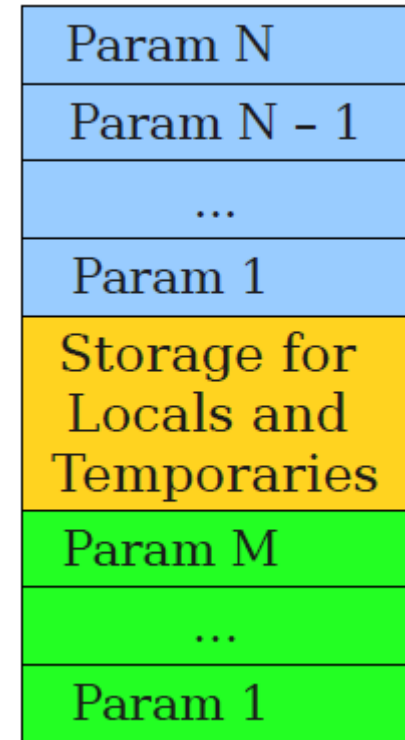 Param N
Param N – 1
...
Param 1
Storage for
Locals and
Temporaries
Param M
...
Param 1